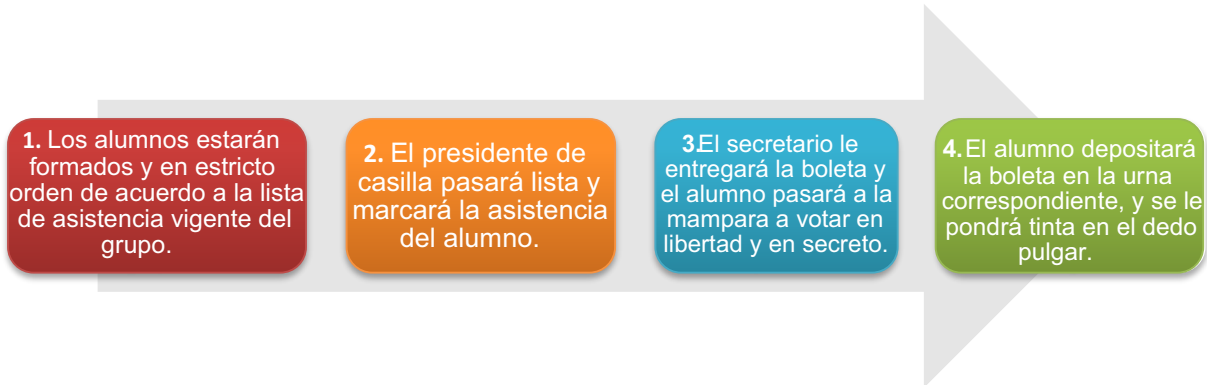 1. Los alumnos estarán
formados y en estricto
orden de acuerdo a la lista
de asistencia vigente del
grupo.
2. El presidente de
casilla pasará lista y
marcará la asistencia
del alumno.
3.El secretario le
entregará la boleta y
el alumno pasará a la
mampara a votar en
libertad y en secreto.
4. El alumno depositará
la boleta en la urna
correspondiente, y se le
pondrá tinta en el dedo
pulgar.